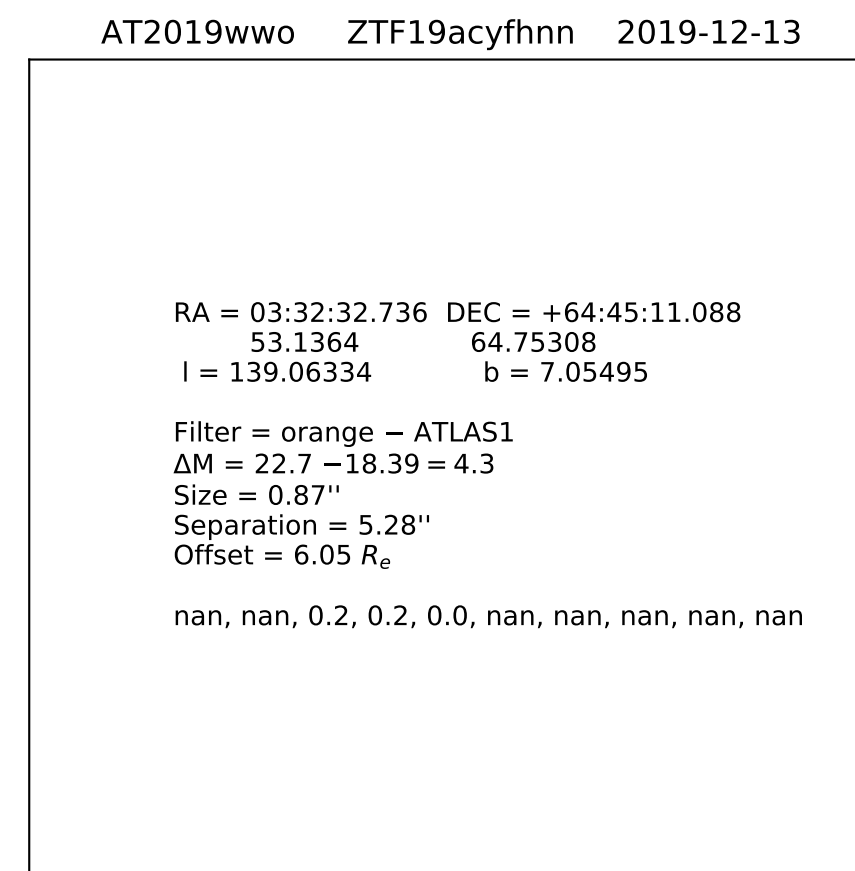 AT2019wwo ZTF19acyfhnn 2019-12-13
RA = 03:32:32.736 DEC = +64:45:11.088
53.1364 64.75308
l = 139.06334 b = 7.05495
Filter = orange − ATLAS1
ΔM = 22.7 −18.39 = 4.3
Size = 0.87''
Separation = 5.28''
Offset = 6.05 Rₑ
nan, nan, 0.2, 0.2, 0.0, nan, nan, nan, nan, nan